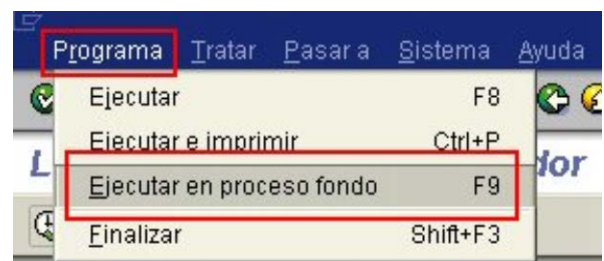 Programa Tratar Pasar a Sistema Ayuda
Ejecutar F8
Ejecutar e imprimir Ctrl+P
Ejecutar en proceso fondo F9
Finalizar Shift+F3